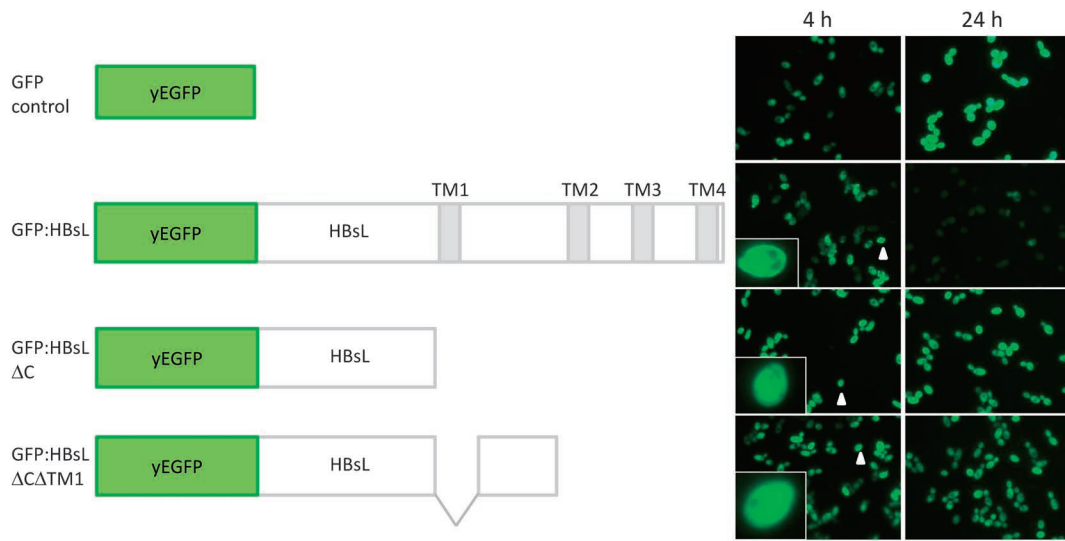 4 h 24 h
GFP
control
yEGFP
TM1 TM2 TM3 TM4
GFP:HBsL
yEGFP HBsL
GFP:HBsL
ΔC
yEGFP HBsL
GFP:HBsL
ΔCΔTM1
yEGFP HBsL